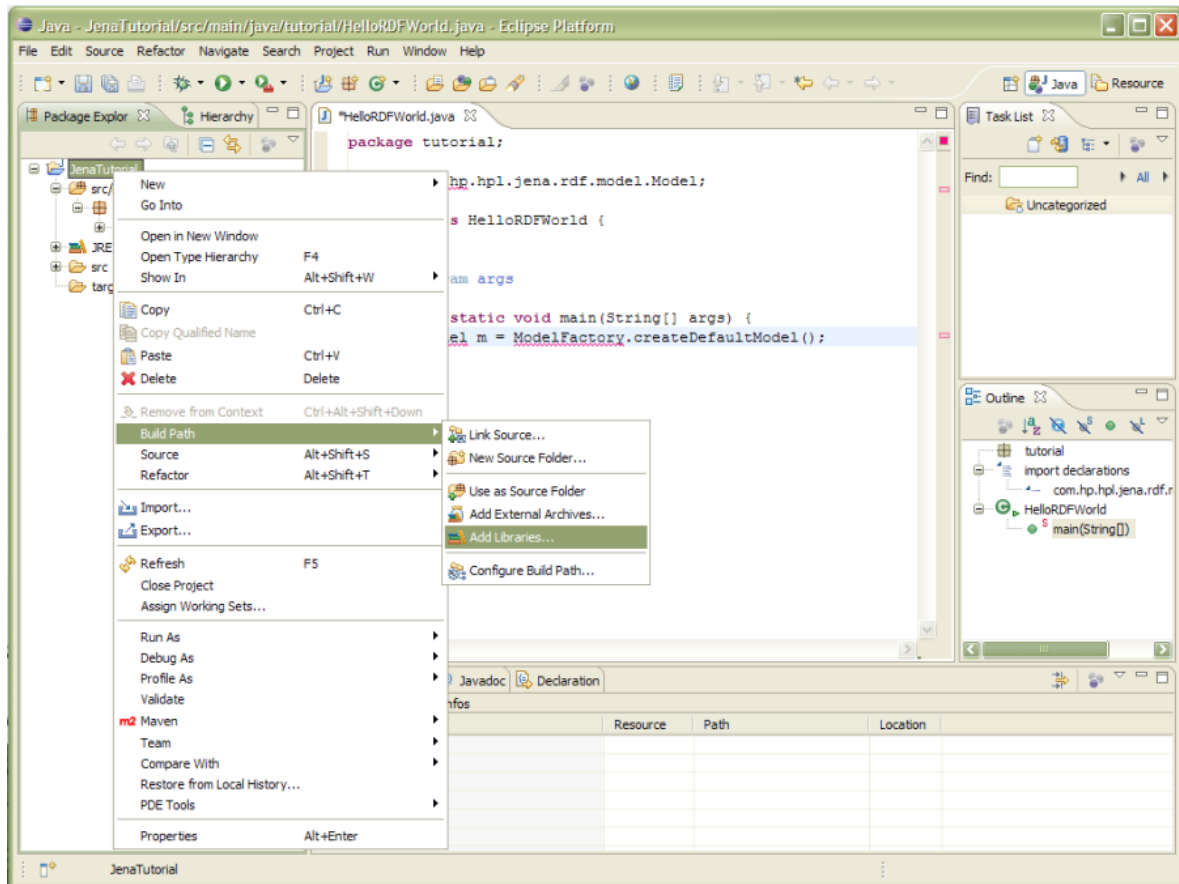 Java - JenaTutorial/src/main/java/tutorial/HelloRDFWorld.java - Eclipse Platform
File Edit Source Refactor Navigate Search Project Run Window Help
Java Resource
Package Explor Hierarchy
JenaTutorial
src/
JRE
src
targ
New
Go Into
Open in New Window
Open Type Hierarchy F4
Show In Alt+Shift+W
Copy Ctrl+C
Copy Qualified Name
Paste Ctrl+V
Delete Delete
Remove from Context Ctrl+Alt+Shift+Down
Build Path
Source Alt+Shift+S
Refactor Alt+Shift+T
Import...
Export...
Refresh F5
Close Project
Assign Working Sets...
Run As
Debug As
Profile As
Validate
m2 Maven
Team
Compare With
Restore from Local History...
PDE Tools
Properties Alt+Enter
Link Source...
New Source Folder...
Use as Source Folder
Add External Archives...
Add Libraries...
Configure Build Path...
*HelloRDFWorld.java
package tutorial;
hp.hpl.jena.rdf.model.Model;
s HelloRDFWorld {
am args
static void main(String[] args) {
el m = ModelFactory.createDefaultModel();
Task List
Find: All
Uncategorized
Outline
tutorial
import declarations
com.hp.hpl.jena.rdf.r
HelloRDFWorld
S main(String[])
Javadoc Declaration
nfos
Resource Path Location
JenaTutorial